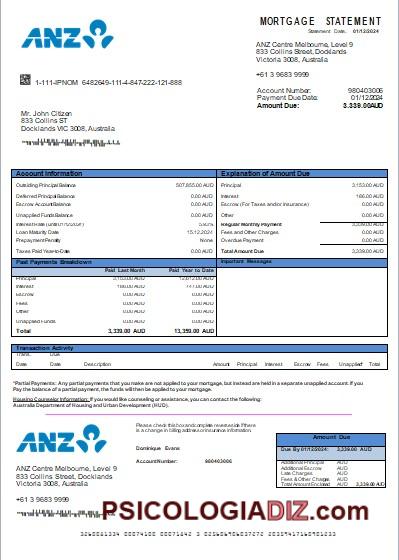 ANZ
MORTGAGE STATEMENT
Statement Date: 01/12/2024
ANZ Centre Melbourne, Level 9
833 Collins Street, Docklands
Victoria 3008, Australia
+61 3 9683 9999
1-111-IPNOM 6482649-111-4-847-222-121-888
Account Number: 980403006
Payment Due Date: 01/12/2024
Amount Due: 3,339.00 AUD
Mr. John Citizen
833 Collins ST
Docklands VIC 3008, Australia
Account Information
Outsiding Principal Balance 507,855.00 AUD
Deferred Principal Balance 0.00 AUD
Escrow Account Balance 0.00 AUD
Unapplied Funds Balance 0.00 AUD
Interest Rate (until 01/12/2024)
Loan Maturity Date 15.12.2024
Prepayment Penalty None
Taxes Paid Year-to-Date 0.00 AUD
Explanation of Amount Due
Principal 3,153.00 AUD
Interest 186.00 AUD
Escrow (For Taxes and/or Insurance) 0.00 AUD
Other 0.00 AUD
Regular Monthly Payment 3,339.00 AUD
Fees and Other Charges 0.00 AUD
Overdue Payment 0.00 AUD
Total Amount Due 3,339.00 AUD
Past Payments Breakdown
Paid Last Month Paid Year to Date
Principal 3,153.00 AUD 12,612.00 AUD
Interest 186.00 AUD 747.00 AUD
Escrow 0.00 AUD 0.00 AUD
Fees 0.00 AUD 0.00 AUD
Other 0.00 AUD 0.00 AUD
Unapplied Funds 0.00 AUD 0.00 AUD
Total 3,339.00 AUD 13,359.00 AUD
Important Messages
Transaction Activity
Trans. Due
Date Date Description Amount Principal Interest Escrow Fees Unapplied Total
*Partial Payments: Any partial payments that you make are not applied to your mortgage, but instead are held in a separate unapplied account. If you
Pay the balance of a partial payment, the funds will then be applied to your mortgage.
Housing Counselor Information: If you would like counseling or assistance, you can contact the following:
Australia Department of Housing and Urban Development (HUD).
ANZ
Please check this box and complete reverse side if there
is a change in billing address or insurance information
Dominique Evans
Account Number: 980403006
ANZ Centre Melbourne, Level 9
833 Collins Street, Docklands
Victoria 3008, Australia
+61 3 9683 9999
Amount Due
Due By 01/12/2024: 3,339.00 AUD
Additional Principal AUD
Additional Escrow AUD
Late Charges AUD
Fees & Other Charges AUD
Total Amount Enclosed AUD 3,339.00 AUD
PSICOLOGIADIZ.com